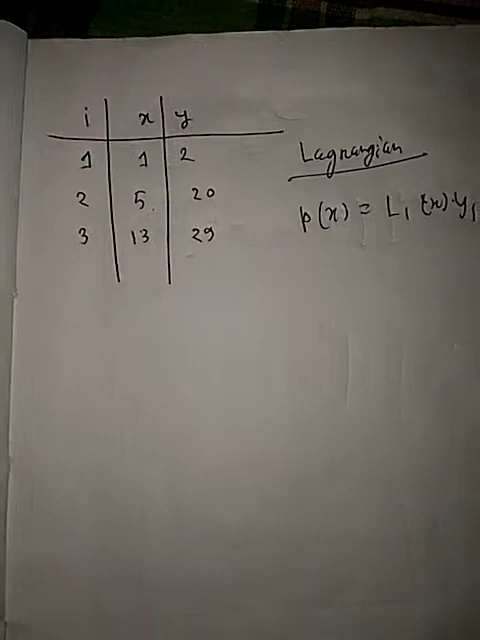 i x y
1 1 2
2 5 20
3 13 29
Lagrangian
p(x) = L₁(x)·y₁